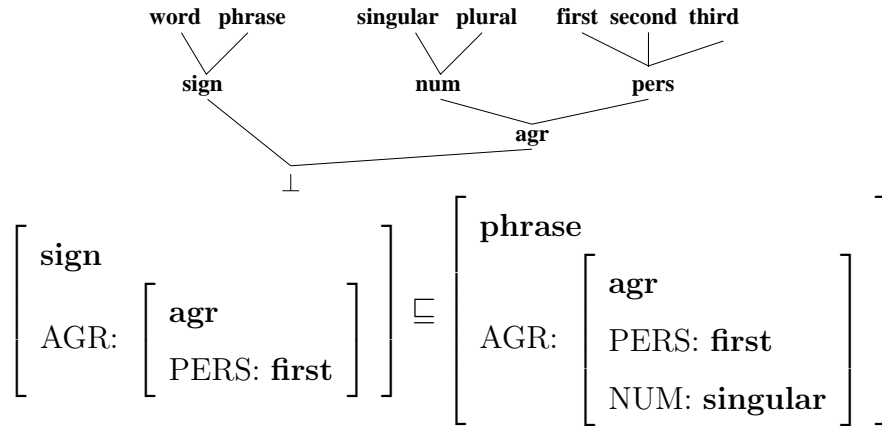 word phrase singular plural first second third
sign num pers
agr
⊥
sign
AGR: agr
PERS: first
⊑
phrase
AGR: agr
PERS: first
NUM: singular